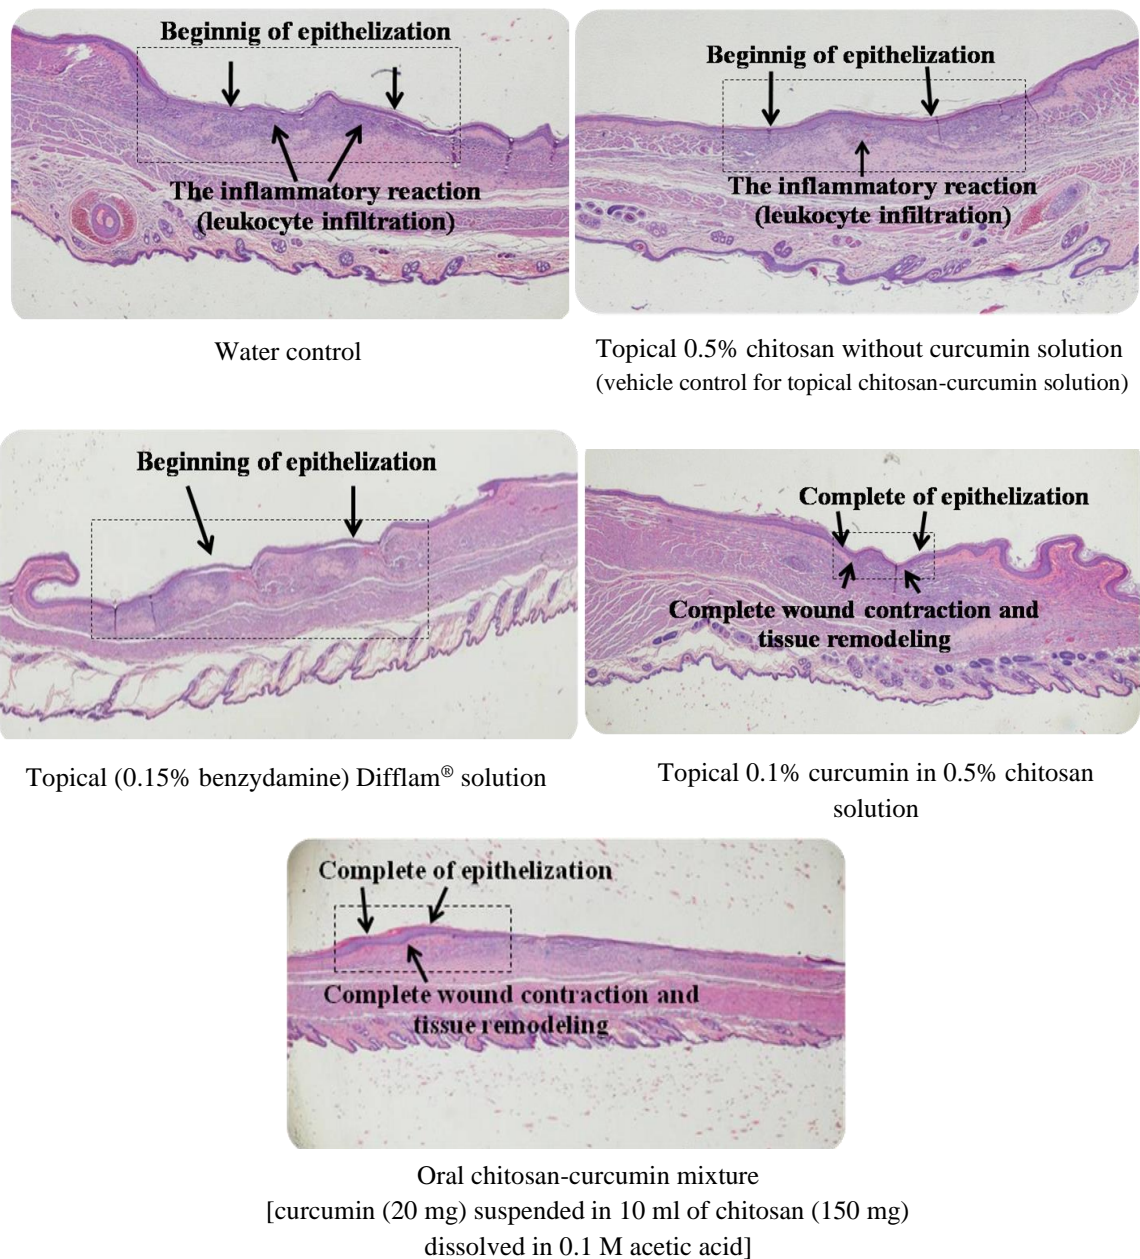 Beginnig of epithelization
The inflammatory reaction
(leukocyte infiltration)
Water control
Beginnig of epithelization
The inflammatory reaction
(leukocyte infiltration)
Topical 0.5% chitosan without curcumin solution
(vehicle control for topical chitosan-curcumin solution)
Beginning of epithelization
Topical (0.15% benzydamine) Difflam® solution
Complete of epithelization
Complete wound contraction and
tissue remodeling
Topical 0.1% curcumin in 0.5% chitosan
solution
Complete of epithelization
Complete wound contraction and
tissue remodeling
Oral chitosan-curcumin mixture
[curcumin (20 mg) suspended in 10 ml of chitosan (150 mg)
dissolved in 0.1 M acetic acid]